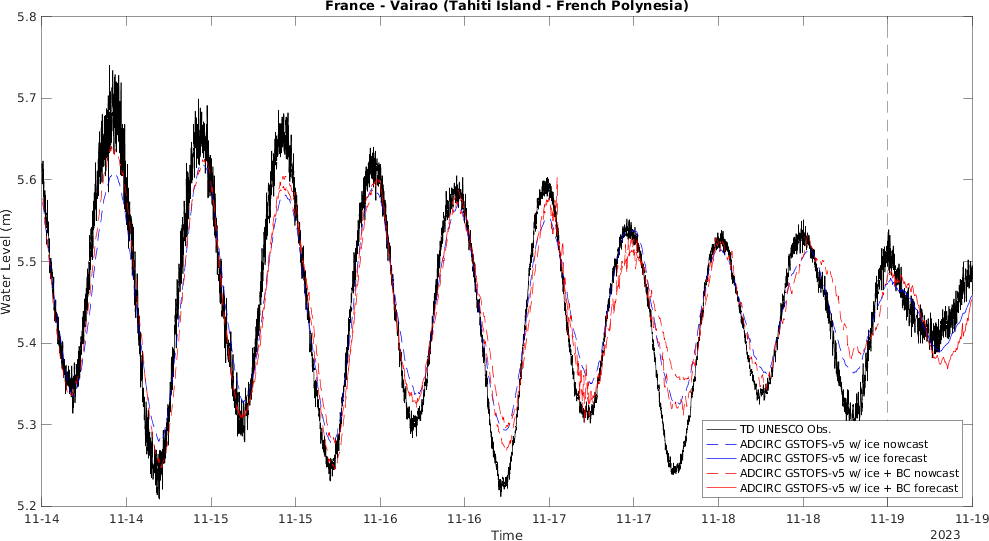 France - Vairao (Tahiti Island - French Polynesia)
5.8
5.7
5.6
5.5
5.4
5.3
5.2
Water Level (m)
TD UNESCO Obs.
ADCIRC GSTOFS-v5 w/ ice nowcast
ADCIRC GSTOFS-v5 w/ ice forecast
ADCIRC GSTOFS-v5 w/ ice + BC nowcast
ADCIRC GSTOFS-v5 w/ ice + BC forecast
11-14 11-14 11-15 11-15 11-16 11-16 11-17 11-17 11-18 11-18 11-19 11-19
Time
2023